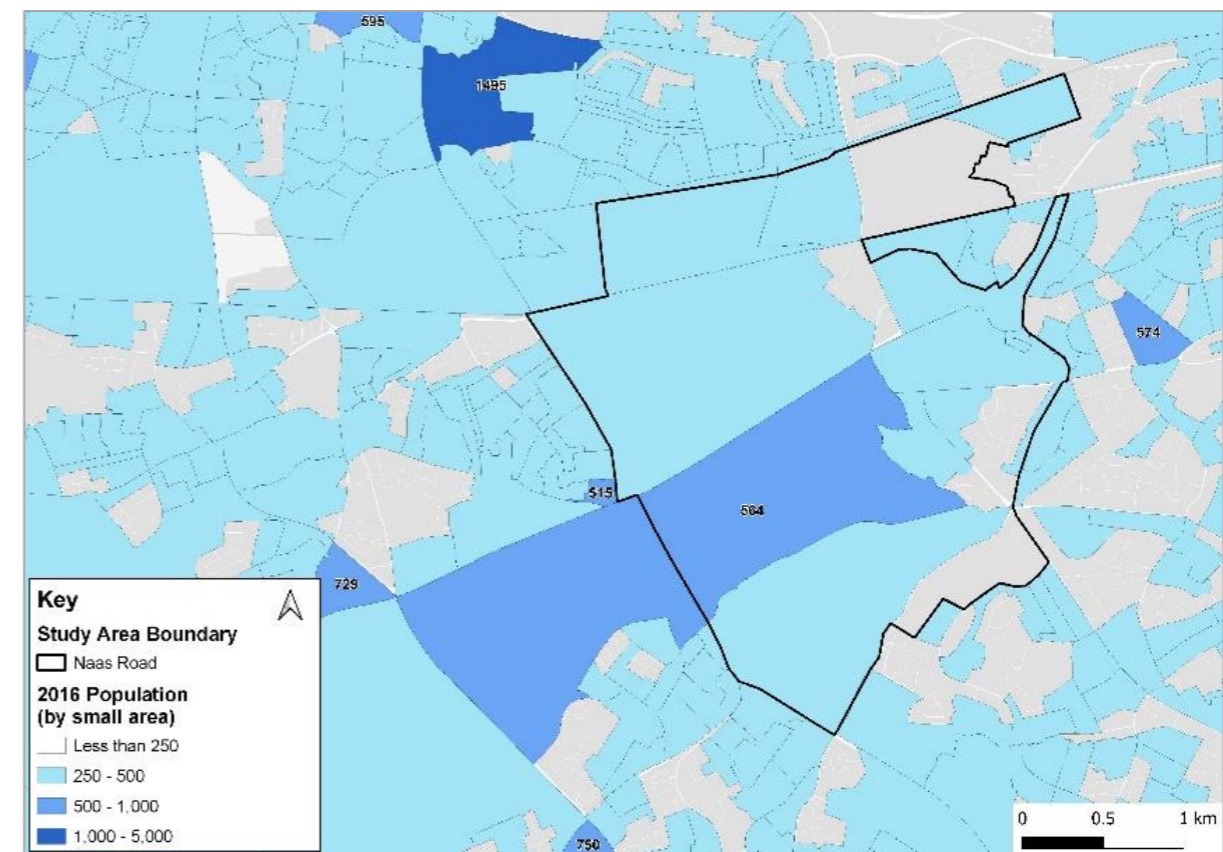 595
1495
574
515
564
729
750
Key
Study Area Boundary
Naas Road
2016 Population
(by small area)
Less than 250
250 - 500
500 - 1,000
1,000 - 5,000
0 0.5 1 km